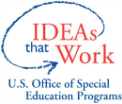 IDEAs
that
Work
U.S. Office of Special
Education Programs